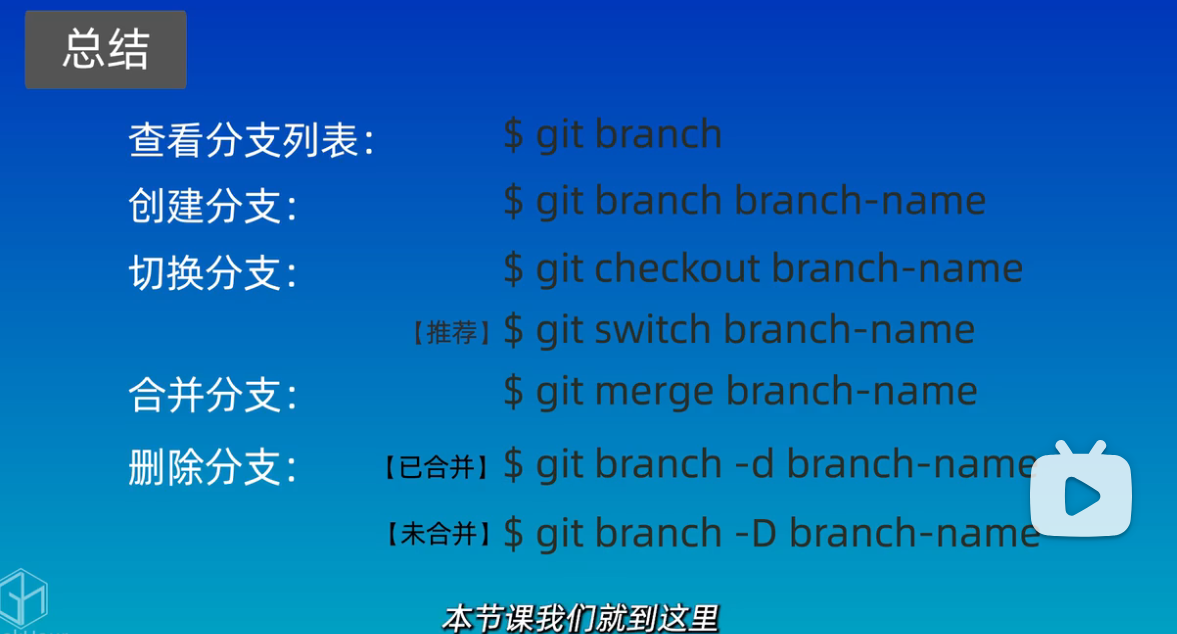 总结
查看分支列表： $ git branch
创建分支： $ git branch branch-name
切换分支： $ git checkout branch-name
【推荐】 $ git switch branch-name
合并分支： $ git merge branch-name
删除分支： 【已合并】 $ git branch -d branch-name
【未合并】 $ git branch -D branch-name
本节课我们就到这里